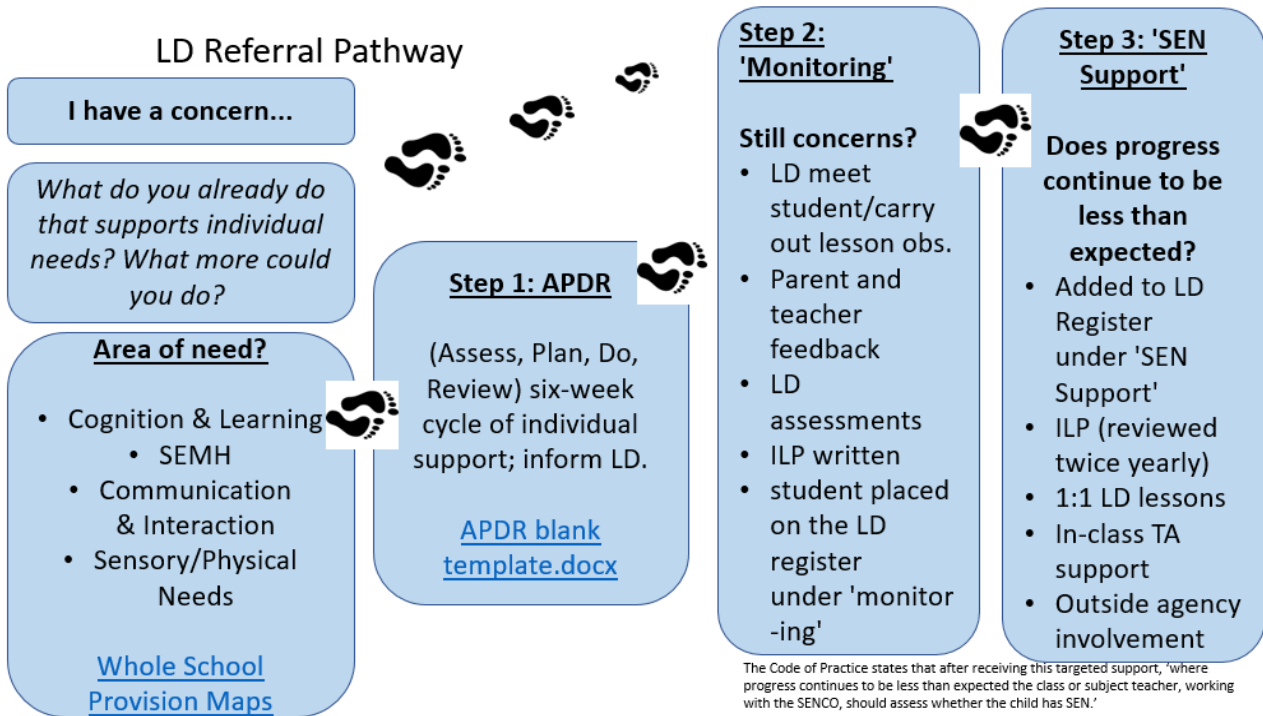 LD Referral Pathway
I have a concern...
What do you already do
that supports individual
needs? What more could
you do?
Area of need?
• Cognition & Learning
• SEMH
• Communication
& Interaction
• Sensory/Physical
Needs
Whole School
Provision Maps
Step 1: APDR
(Assess, Plan, Do,
Review) six-week
cycle of individual
support; inform LD.
APDR blank
template.docx
Step 2:
'Monitoring'
Still concerns?
• LD meet
student/carry
out lesson obs.
• Parent and
teacher
feedback
• LD
assessments
• ILP written
• student placed
on the LD
register
under 'monitor
-ing'
Step 3: 'SEN
Support'
Does progress
continue to be
less than
expected?
• Added to LD
Register
under 'SEN
Support'
• ILP (reviewed
twice yearly)
• 1:1 LD lessons
• In-class TA
support
• Outside agency
involvement
The Code of Practice states that after receiving this targeted support, 'where
progress continues to be less than expected the class or subject teacher, working
with the SENCO, should assess whether the child has SEN.'